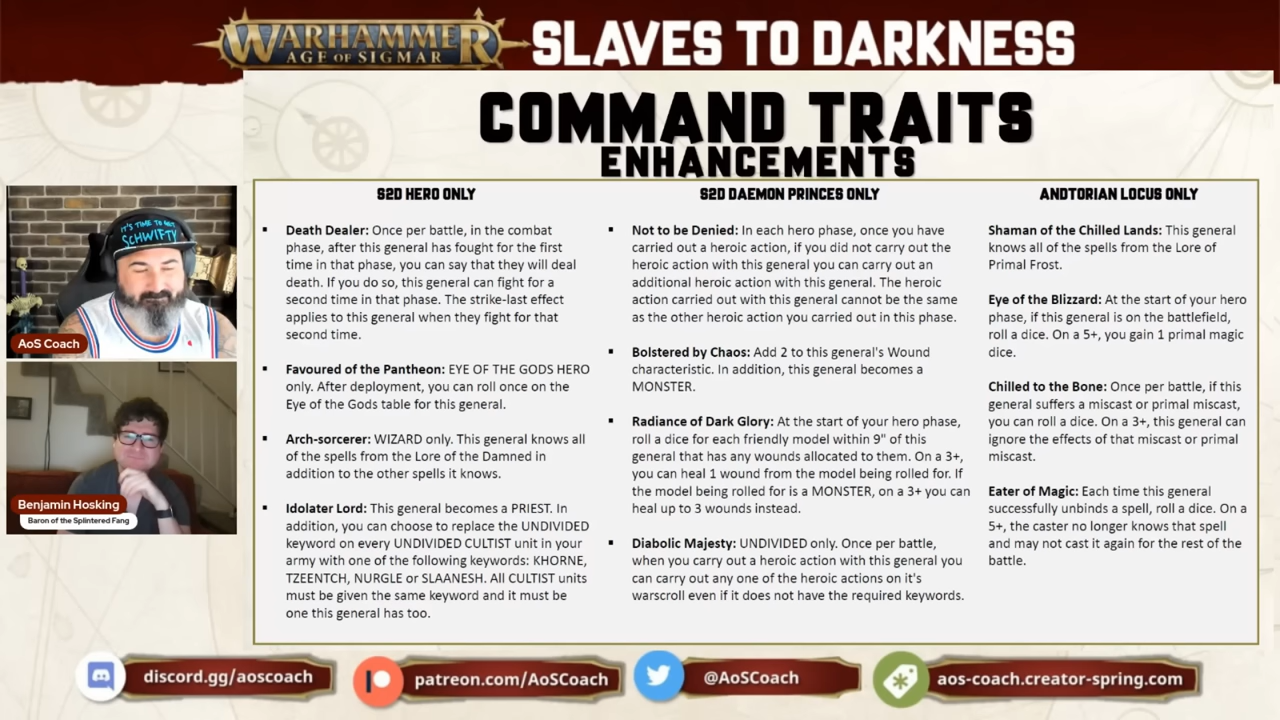 WARHAMMER
AGE OF SIGMAR
SLAVES TO DARKNESS
COMMAND TRAITS
ENHANCEMENTS
S2D HERO ONLY
▪ Death Dealer: Once per battle, in the combat
phase, after this general has fought for the first
time in that phase, you can say that they will deal
death. If you do so, this general can fight for a
second time in that phase. The strike-last effect
applies to this general when they fight for that
second time.
▪ Favoured of the Pantheon: EYE OF THE GODS HERO
only. After deployment, you can roll once on the
Eye of the Gods table for this general.
▪ Arch-sorcerer: WIZARD only. This general knows all
of the spells from the Lore of the Damned in
addition to the other spells it knows.
▪ Idolater Lord: This general becomes a PRIEST. In
addition, you can choose to replace the UNDIVIDED
keyword on every UNDIVIDED CULTIST unit in your
army with one of the following keywords: KHORNE,
TZEENTCH, NURGLE or SLAANESH. All CULTIST units
must be given the same keyword and it must be
one this general has too.
S2D DAEMON PRINCES ONLY
▪ Not to be Denied: In each hero phase, once you have
carried out a heroic action, if you did not carry out the
heroic action with this general you can carry out an
additional heroic action with this general. The heroic
action carried out with this general cannot be the same
as the other heroic action you carried out in this phase.
▪ Bolstered by Chaos: Add 2 to this general's Wound
characteristic. In addition, this general becomes a
MONSTER.
▪ Radiance of Dark Glory: At the start of your hero phase,
roll a dice for each friendly model within 9" of this
general that has any wounds allocated to them. On a 3+,
you can heal 1 wound from the model being rolled for. If
the model being rolled for is a MONSTER, on a 3+ you can
heal up to 3 wounds instead.
▪ Diabolic Majesty: UNDIVIDED only. Once per battle,
when you carry out a heroic action with this general you
can carry out any one of the heroic actions on it's
warscroll even if it does not have the required keywords.
ANDTORIAN LOCUS ONLY
Shaman of the Chilled Lands: This general
knows all of the spells from the Lore of
Primal Frost.
Eye of the Blizzard: At the start of your hero
phase, if this general is on the battlefield,
roll a dice. On a 5+, you gain 1 primal magic
dice.
Chilled to the Bone: Once per battle, if this
general suffers a miscast or primal miscast,
you can roll a dice. On a 3+, this general can
ignore the effects of that miscast or primal
miscast.
Eater of Magic: Each time this general
successfully unbinds a spell, roll a dice. On a
5+, the caster no longer knows that spell
and may not cast it again for the rest of the
battle.
IT'S TIME TO GET
SCHWIFTY
AoS Coach
Benjamin Hosking
Baron of the Splintered Fang
discord.gg/aoscoach
patreon.com/AoSCoach
@AoSCoach
aos-coach.creator-spring.com